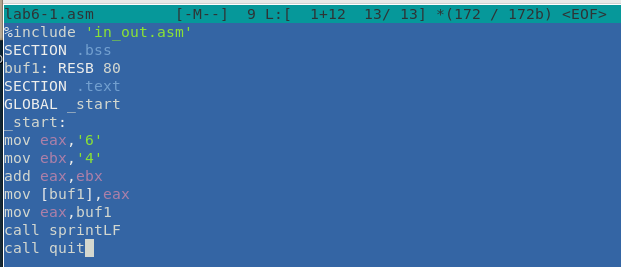 lab6-1.asm [-M--] 9 L:[ 1+12 13/ 13] *(172 / 172b) <EOF>
%include 'in_out.asm'
SECTION .bss
buf1: RESB 80
SECTION .text
GLOBAL _start
_start:
mov eax,'6'
mov ebx,'4'
add eax,ebx
mov [buf1],eax
mov eax,buf1
call sprintLF
call quit